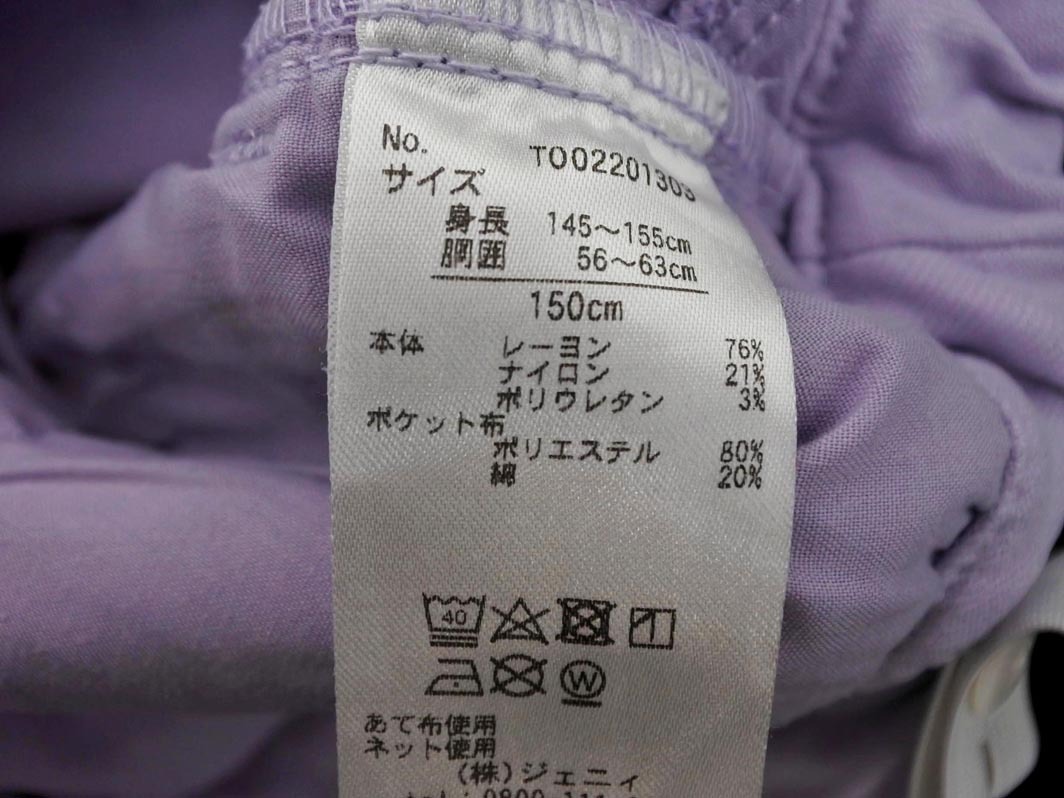 No. T002201303
サイズ
身長 145～155cm
胴囲 56～63cm
150cm
本体 レーヨン 76%
ナイロン 21%
ポリウレタン 3%
ポケット布
ポリエステル 80%
綿 20%
40
W
あて布使用
ネット使用
(株)ジェニィ